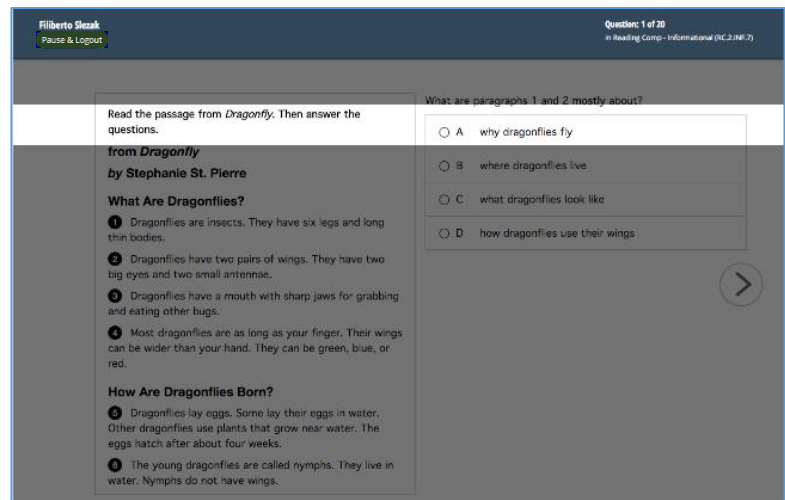 Filiberto Slezak
Pause & Logout
Question: 1 of 20
in Reading Comp - Informational (RC.2.INF.7)
Read the passage from Dragonfly. Then answer the
questions.
from Dragonfly
by Stephanie St. Pierre
What Are Dragonflies?
1 Dragonflies are insects. They have six legs and long
thin bodies.
2 Dragonflies have two pairs of wings. They have two
big eyes and two small antennae.
3 Dragonflies have a mouth with sharp jaws for grabbing
and eating other bugs.
4 Most dragonflies are as long as your finger. Their wings
can be wider than your hand. They can be green, blue, or
red.
How Are Dragonflies Born?
5 Dragonflies lay eggs. Some lay their eggs in water.
Other dragonflies use plants that grow near water. The
eggs hatch after about four weeks.
6 The young dragonflies are called nymphs. They live in
water. Nymphs do not have wings.
What are paragraphs 1 and 2 mostly about?
A why dragonflies fly
B where dragonflies live
C what dragonflies look like
D how dragonflies use their wings